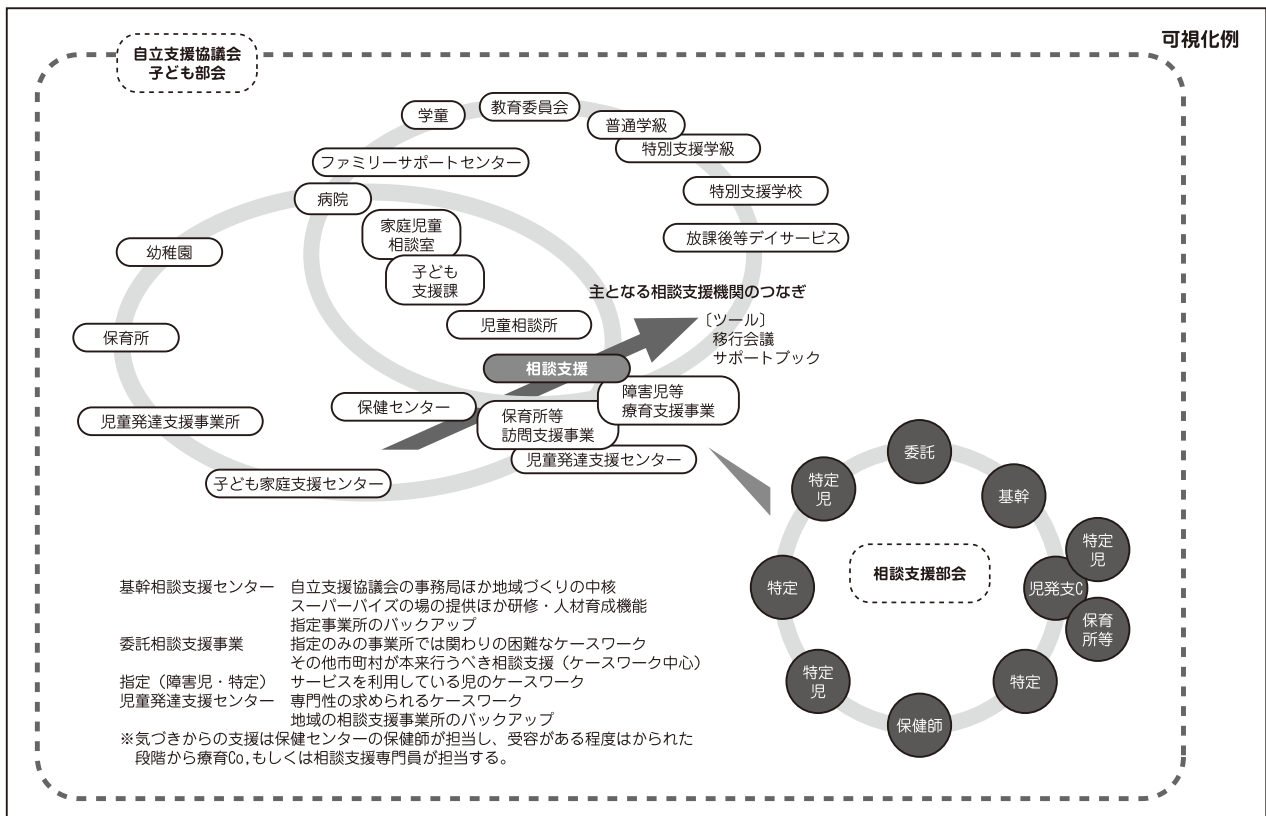 可視化例
自立支援協議会
子ども部会
学童
教育委員会
普通学級
特別支援学級
ファミリーサポートセンター
特別支援学校
病院
家庭児童
相談室
放課後等デイサービス
幼稚園
子ども
支援課
主となる相談支援機関のつなぎ
〔ツール〕
移行会議
サポートブック
児童相談所
保育所
相談支援
障害児等
療育支援事業
保健センター
保育所等
訪問支援事業
児童発達支援事業所
児童発達支援センター
子ども家庭支援センター
委託
特定
児
基幹
特定
児
相談支援部会
特定
児発支C
保育
所等
特定
児
特定
保健師
基幹相談支援センター 自立支援協議会の事務局ほか地域づくりの中核
スーパーバイズの場の提供ほか研修・人材育成機能
指定事業所のバックアップ
委託相談支援事業 指定のみの事業所では関わりの困難なケースワーク
その他市町村が本来行うべき相談支援（ケースワーク中心）
指定（障害児・特定） サービスを利用している児のケースワーク
児童発達支援センター 専門性の求められるケースワーク
地域の相談支援事業所のバックアップ
※気づきからの支援は保健センターの保健師が担当し、受容がある程度はかられた
段階から療育Co,もしくは相談支援専門員が担当する。